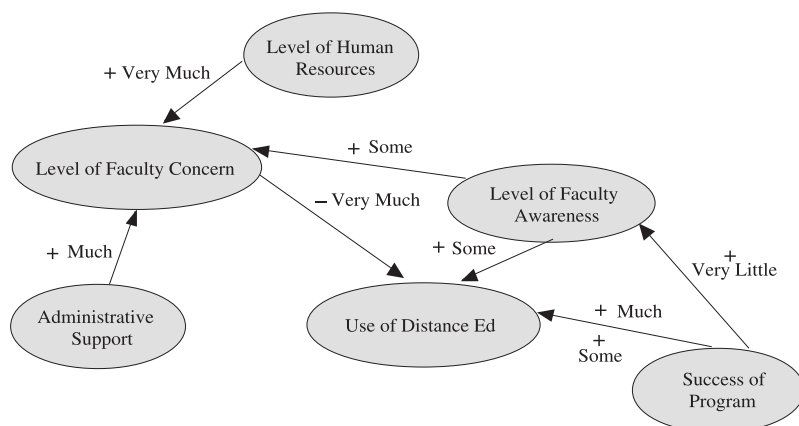 Level of Human
Resources
+ Very Much
Level of Faculty Concern
+ Some
Level of Faculty
Awareness
– Very Much
+ Much
+ Some
+
Very Little
Administrative
Support
Use of Distance Ed
+ Much
+
Some
Success of
Program